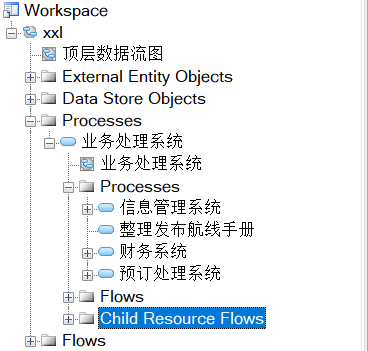 Workspace
xxl
顶层数据流图
External Entity Objects
Data Store Objects
Processes
业务处理系统
业务处理系统
Processes
信息管理系统
整理发布航线手册
财务系统
预订处理系统
Flows
Child Resource Flows
Flows